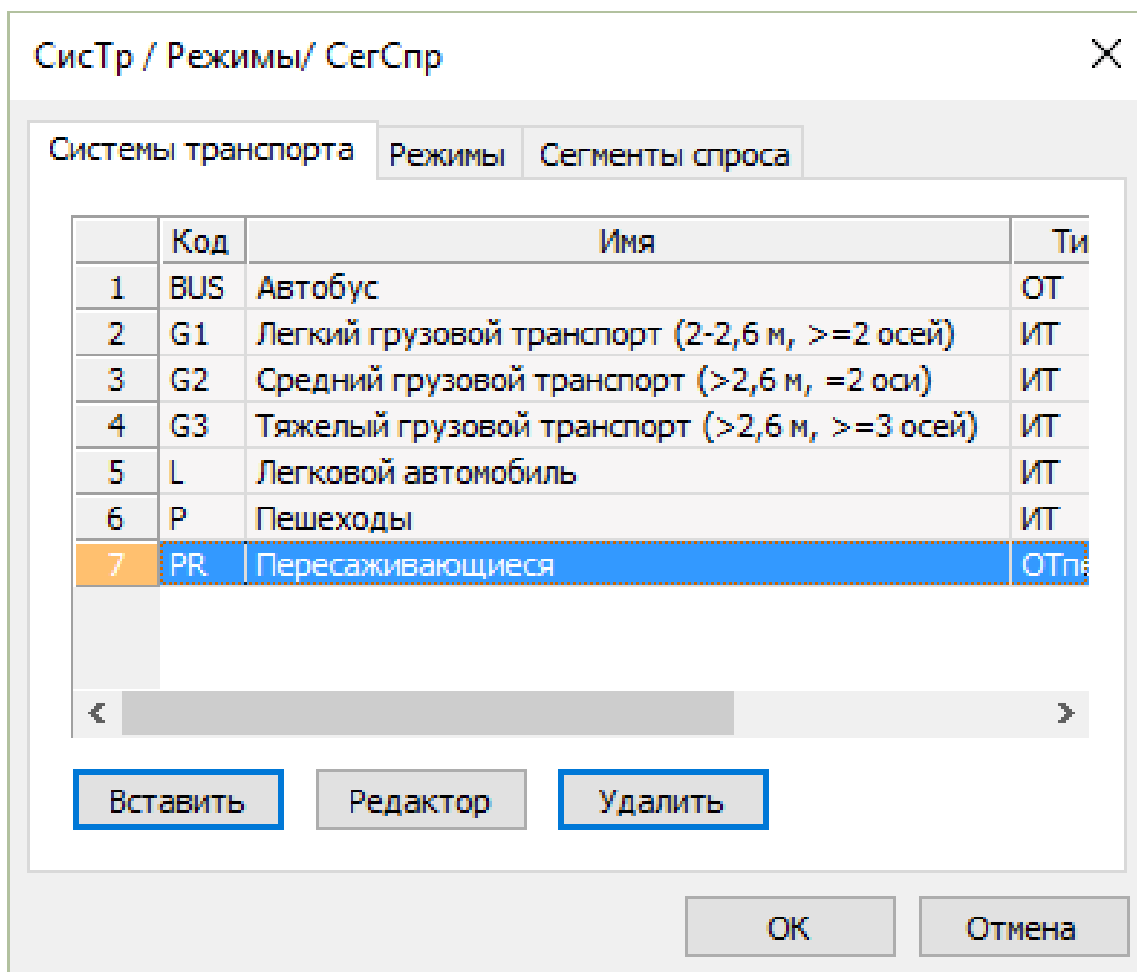 СисТр / Режимы/ СегСпр
Системы транспорта Режимы Сегменты спроса
Код Имя Ти
1 BUS Автобус ОТ
2 G1 Легкий грузовой транспорт (2-2,6 м, >=2 осей) ИТ
3 G2 Средний грузовой транспорт (>2,6 м, =2 оси) ИТ
4 G3 Тяжелый грузовой транспорт (>2,6 м, >=3 осей) ИТ
5 L Легковой автомобиль ИТ
6 P Пешеходы ИТ
7 PR Пересаживающиеся ОТпе
Вставить Редактор Удалить
ОК Отмена